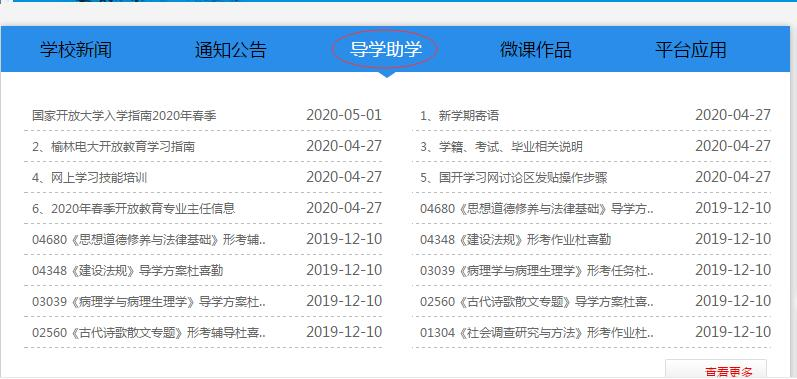 学校新闻 通知公告 导学助学 微课作品 平台应用
国家开放大学入学指南2020年春季 2020-05-01 1、新学期寄语 2020-04-27
2、榆林电大开放教育学习指南 2020-04-27 3、学籍、考试、毕业相关说明 2020-04-27
4、网上学习技能培训 2020-04-27 5、国开学习网讨论区发贴操作步骤 2020-04-27
6、2020年春季开放教育专业主任信息 2020-04-27 04680《思想道德修养与法律基础》导学方.. 2019-12-10
04680《思想道德修养与法律基础》形考辅.. 2019-12-10 04348《建设法规》形考作业杜喜勤 2019-12-10
04348《建设法规》导学方案杜喜勤 2019-12-10 03039《病理学与病理生理学》形考任务杜.. 2019-12-10
03039《病理学与病理生理学》导学方案杜.. 2019-12-10 02560《古代诗歌散文专题》导学方案杜喜.. 2019-12-10
02560《古代诗歌散文专题》形考辅导杜喜.. 2019-12-10 01304《社会调查研究与方法》形考作业杜.. 2019-12-10
查看更多